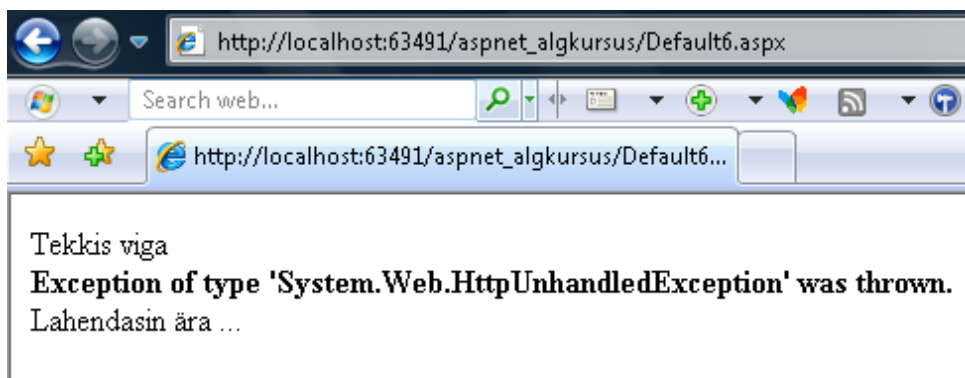 http://localhost:63491/aspnet_algkursus/Default6.aspx
Search web...
http://localhost:63491/aspnet_algkursus/Default6...
Tekkis viga
Exception of type 'System.Web.HttpUnhandledException' was thrown.
Lahendasin ära ...